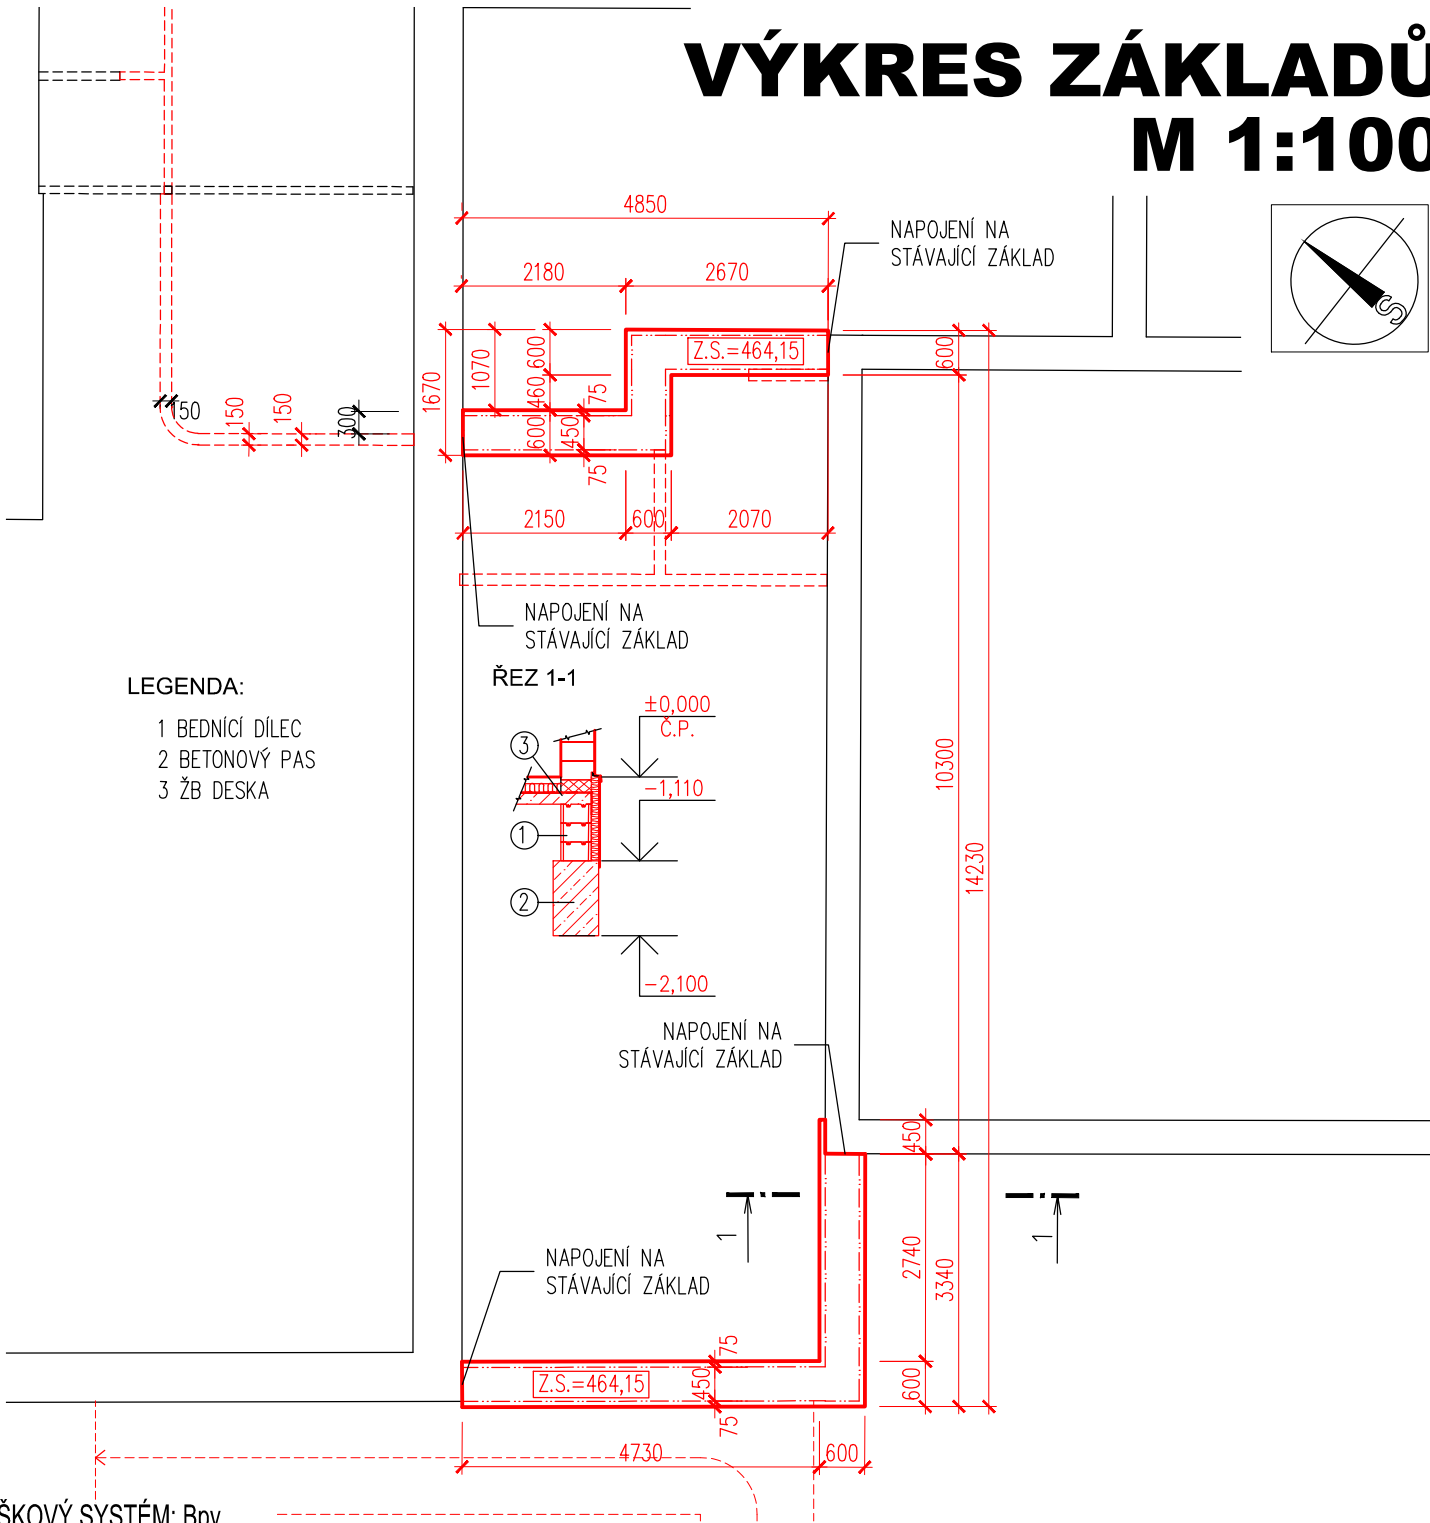 VÝKRES ZÁKLADŮ
M 1:100
4850
NAPOJENÍ NA
STÁVAJÍCÍ ZÁKLAD
2180
2670
S
Z.S.=464,15
1670
1070
600
460
600
75
450
75
600
150
150
150
300
2150
600
2070
NAPOJENÍ NA
STÁVAJÍCÍ ZÁKLAD
LEGENDA:
1 BEDNÍCÍ DÍLEC
2 BETONOVÝ PAS
3 ŽB DESKA
ŘEZ 1-1
±0,000
Č.P.
3
-1,110
1
2
-2,100
10300
14230
NAPOJENÍ NA
STÁVAJÍCÍ ZÁKLAD
450
1
1
2740
3340
NAPOJENÍ NA
STÁVAJÍCÍ ZÁKLAD
75
Z.S.=464,15
450
600
75
4730
600
ŠKOVÝ SYSTÉM: Bpv